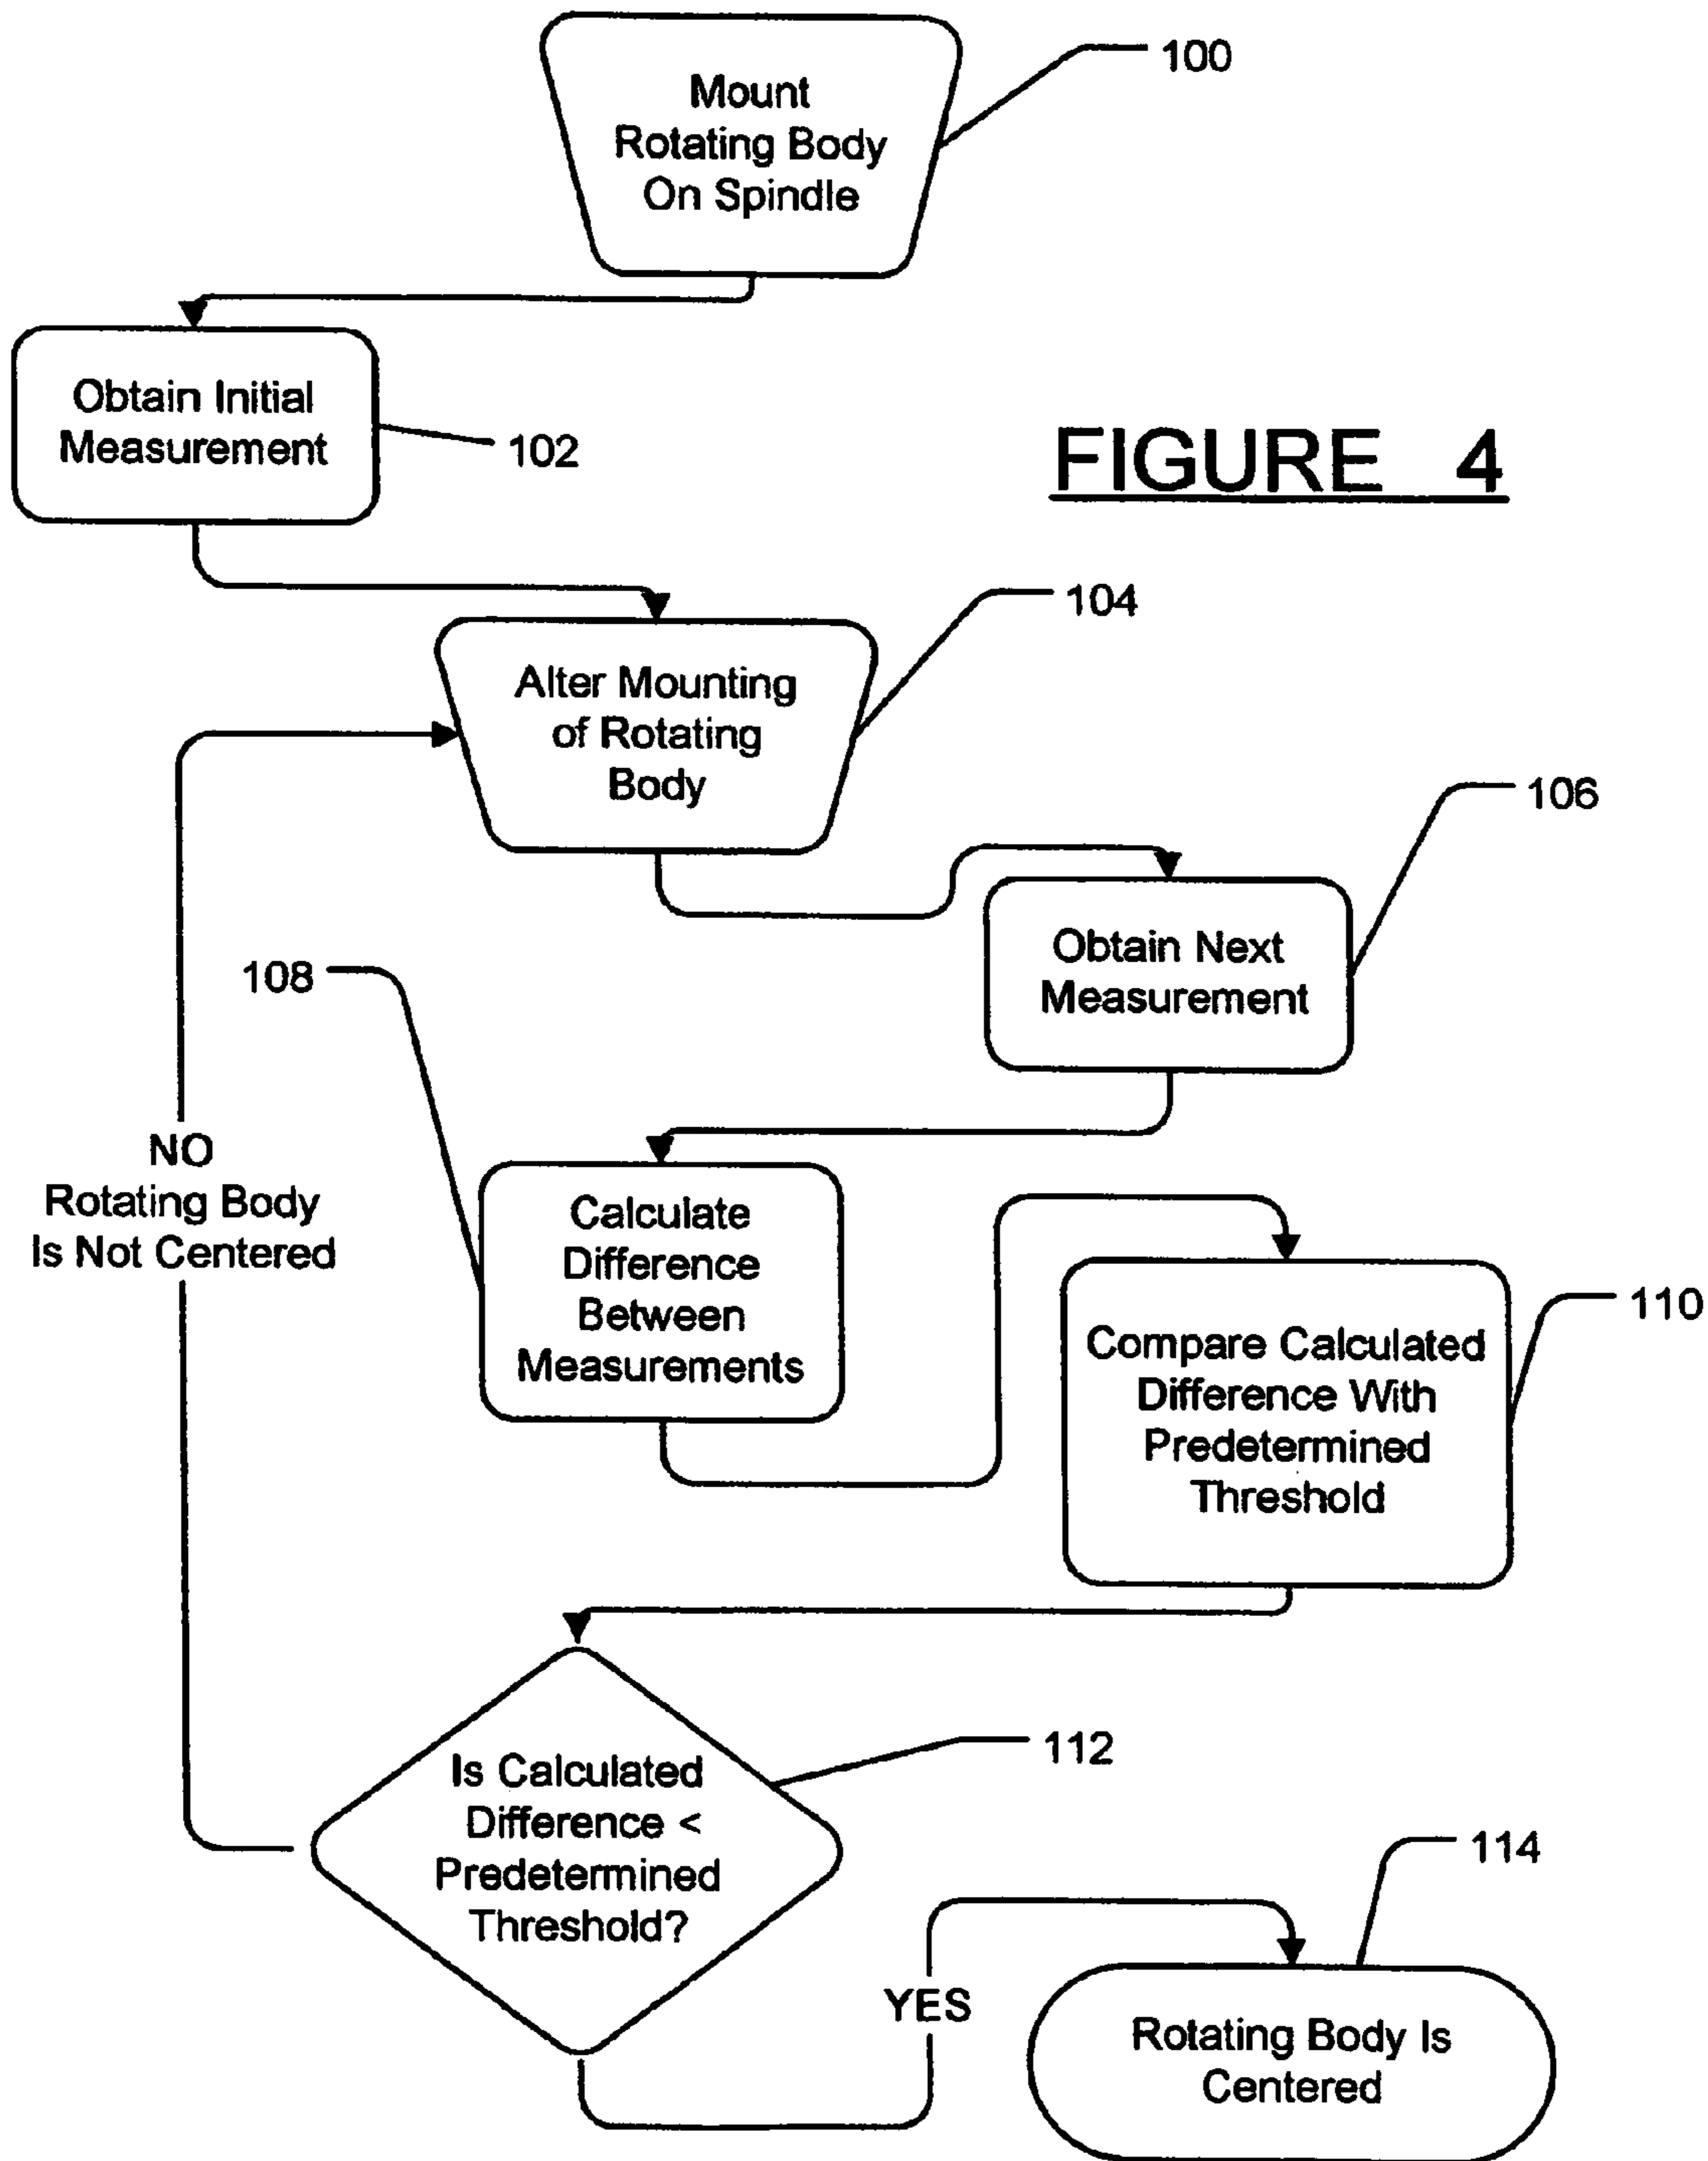 Mount
Rotating Body
On Spindle
100
Obtain Initial
Measurement
102
FIGURE 4
Alter Mounting
of Rotating
Body
104
106
Obtain Next
Measurement
108
NO
Rotating Body
Is Not Centered
Calculate
Difference
Between
Measurements
110
Compare Calculated
Difference With
Predetermined
Threshold
Is Calculated
Difference <
Predetermined
Threshold?
112
114
YES
Rotating Body Is
Centered